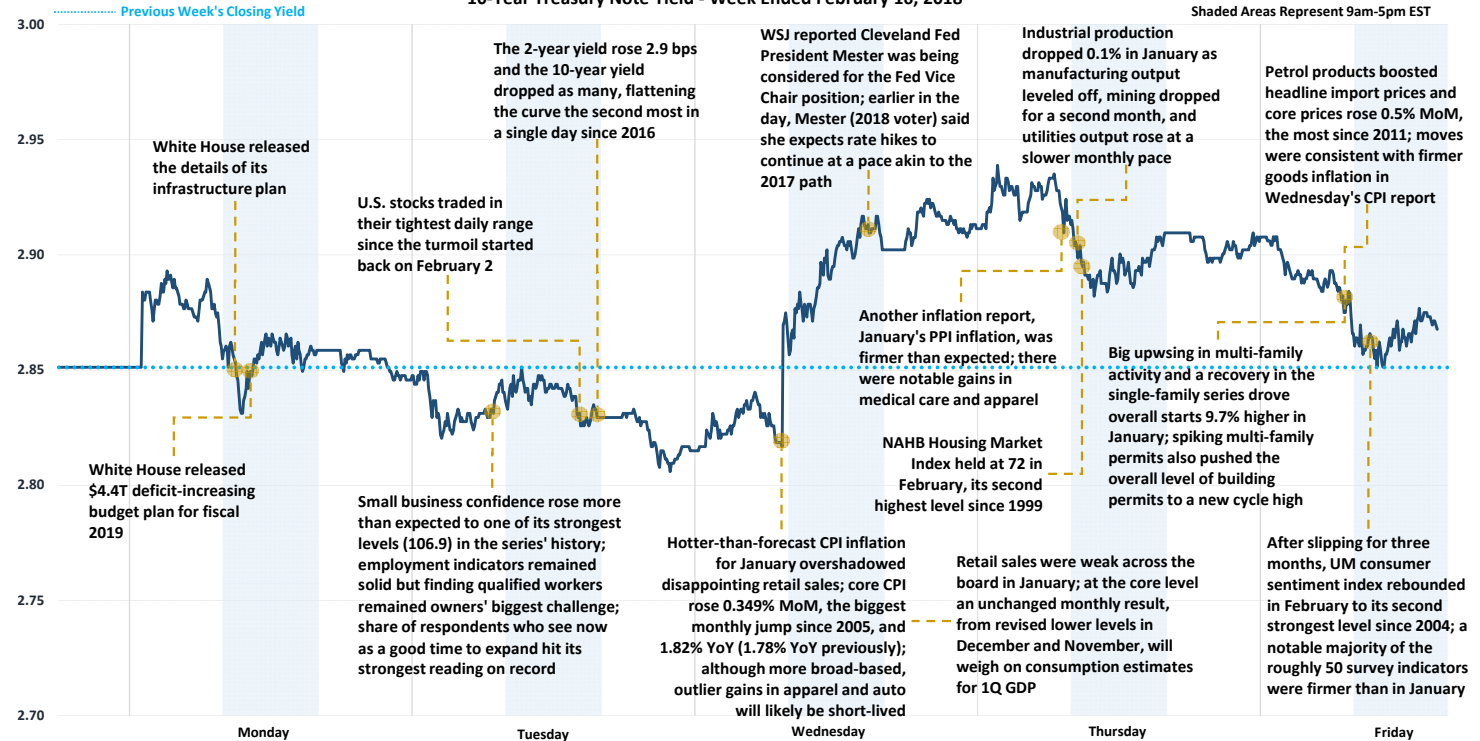 10-Year Treasury Note Yield - Week Ended February 16, 2018
Previous Week's Closing Yield
Shaded Areas Represent 9am-5pm EST
3.00
2.95
2.90
2.85
2.80
2.75
2.70
White House released
the details of its
infrastructure plan
White House released
$4.4T deficit-increasing
budget plan for fiscal
2019
U.S. stocks traded in
their tightest daily range
since the turmoil started
back on February 2
The 2-year yield rose 2.9 bps
and the 10-year yield
dropped as many, flattening
the curve the second most in
a single day since 2016
Small business confidence rose more
than expected to one of its strongest
levels (106.9) in the series' history;
employment indicators remained
solid but finding qualified workers
remained owners' biggest challenge;
share of respondents who see now
as a good time to expand hit its
strongest reading on record
WSJ reported Cleveland Fed
President Mester was being
considered for the Fed Vice
Chair position; earlier in the
day, Mester (2018 voter) said
she expects rate hikes to
continue at a pace akin to the
2017 path
Hotter-than-forecast CPI inflation
for January overshadowed
disappointing retail sales; core CPI
rose 0.349% MoM, the biggest
monthly jump since 2005, and
1.82% YoY (1.78% YoY previously);
although more broad-based,
outlier gains in apparel and auto
will likely be short-lived
Retail sales were weak across the
board in January; at the core level
an unchanged monthly result,
from revised lower levels in
December and November, will
weigh on consumption estimates
for 1Q GDP
Industrial production
dropped 0.1% in January as
manufacturing output
leveled off, mining dropped
for a second month, and
utilities output rose at a
slower monthly pace
Another inflation report,
January's PPI inflation, was
firmer than expected; there
were notable gains in
medical care and apparel
NAHB Housing Market
Index held at 72 in
February, its second
highest level since 1999
Petrol products boosted
headline import prices and
core prices rose 0.5% MoM,
the most since 2011; moves
were consistent with firmer
goods inflation in
Wednesday's CPI report
Big upwsing in multi-family
activity and a recovery in the
single-family series drove
overall starts 9.7% higher in
January; spiking multi-family
permits also pushed the
overall level of building
permits to a new cycle high
After slipping for three
months, UM consumer
sentiment index rebounded
in February to its second
strongest level since 2004; a
notable majority of the
roughly 50 survey indicators
were firmer than in January
Monday
Tuesday
Wednesday
Thursday
Friday